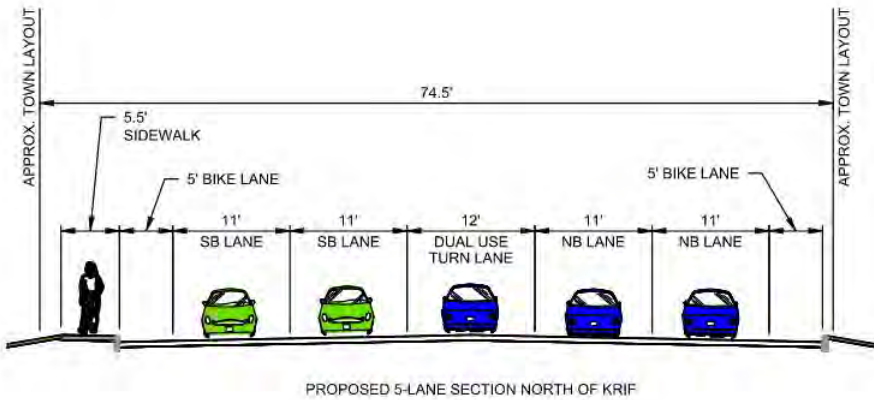 APPROX. TOWN LAYOUT
74.5'
APPROX. TOWN LAYOUT
5.5'
SIDEWALK
5' BIKE LANE
5' BIKE LANE
11'
SB LANE
11'
SB LANE
12'
DUAL USE
TURN LANE
11'
NB LANE
11'
NB LANE
PROPOSED 5-LANE SECTION NORTH OF KRIF